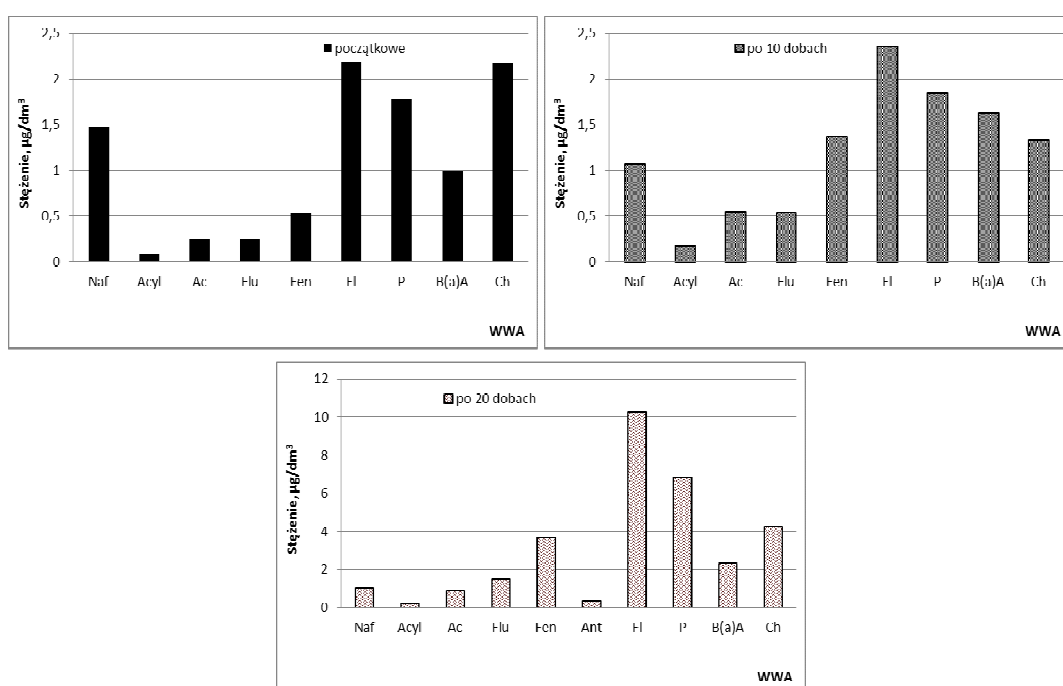 Stężenie, µg/dm³
2,5
2
1,5
1
0,5
0
początkowe
Naf Acyl Ac Flu Fen Fl P B(a)A Ch
WWA
Stężenie, µg/dm³
2,5
2
1,5
1
0,5
0
po 10 dobach
Naf Acyl Ac Flu Fen Fl P B(a)A Ch
WWA
Stężenie, µg/dm³
12
10
8
6
4
2
0
po 20 dobach
Naf Acyl Ac Flu Fen Ant Fl P B(a)A Ch
WWA